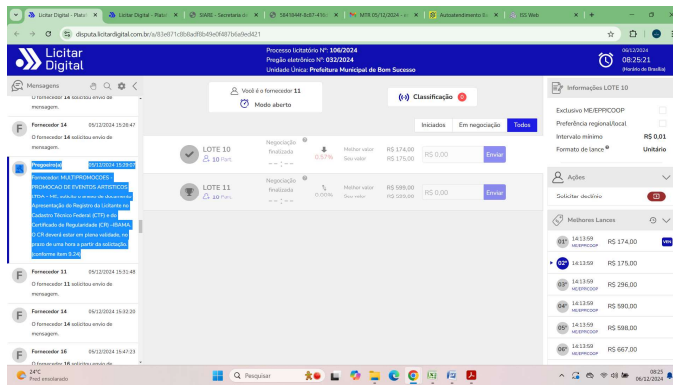 Licitar Digital - Plata
Licitar Digital - Plata
SIARE - Secretaria de
5641844f-8c87-4f6
MTR 05/12/2024 -
Autoatendimento B
ISS Web
disputa.licitardigital.com.br/a/83e871c8b8adf8b49e0f487b6a9ed421
Licitar
Digital
Processo licitatório Nº: 106/2024
Pregão eletrônico Nº: 032/2024
Unidade Única: Prefeitura Municipal de Bom Sucesso
06/12/2024
08:25:21
(Horário de Brasília)
Mensagens
O fornecedor 14 solicitou envio de
mensagem.
F
Fornecedor 14 05/12/2024 15:26:47
O fornecedor 14 solicitou envio de
mensagem.
Pregoeiro(a) 05/12/2024 15:28:07
Fornecedor: MULTIPROMOCOES -
PROMOCAO DE EVENTOS ARTISTICOS
LTDA - ME, solicito o envio do documento
Apresentação do Registro da Licitante no
Cadastro Técnico Federal (CTF) e do
Certificado de Regularidade (CR) –IBAMA.
O CR deverá estar em plena validade, no
prazo de uma hora a partir da solicitação.
(conforme item 9.24)
F
Fornecedor 11 05/12/2024 15:31:48
O fornecedor 11 solicitou envio de
mensagem.
F
Fornecedor 14 05/12/2024 15:32:20
O fornecedor 14 solicitou envio de
mensagem.
F
Fornecedor 16 05/12/2024 15:47:23
O fornecedor 16 solicitou envio de
Você é o fornecedor 11
Modo aberto
Classificação 0
Iniciados Em negociação Todos
LOTE 10
10 Part.
Negociação
finalizada
--:--
0.57%
Melhor valor R$ 174,00
Seu valor R$ 175,00
R$ 0,00
Enviar
LOTE 11
10 Part.
Negociação
finalizada
--:--
0.00%
Melhor valor R$ 599,00
Seu valor R$ 599,00
R$ 0,00
Enviar
Informações LOTE 10
Exclusivo ME/EPP/COOP
Preferência regional/local
Intervalo mínimo R$ 0,01
Formato de lance Unitário
Ações
Solicitar declínio
Melhores Lances
01º 14:13:59 ME/EPP/COOP R$ 174,00 VEN
02º 14:13:59 R$ 175,00
03º 14:13:59 ME/EPP/COOP R$ 296,00
04º 14:13:59 ME/EPP/COOP R$ 590,00
05º 14:13:59 ME/EPP/COOP R$ 598,00
06º 14:13:59 ME/EPP/COOP R$ 667,00
24°C
Pred ensolarado
Pesquisar
08:25
06/12/2024